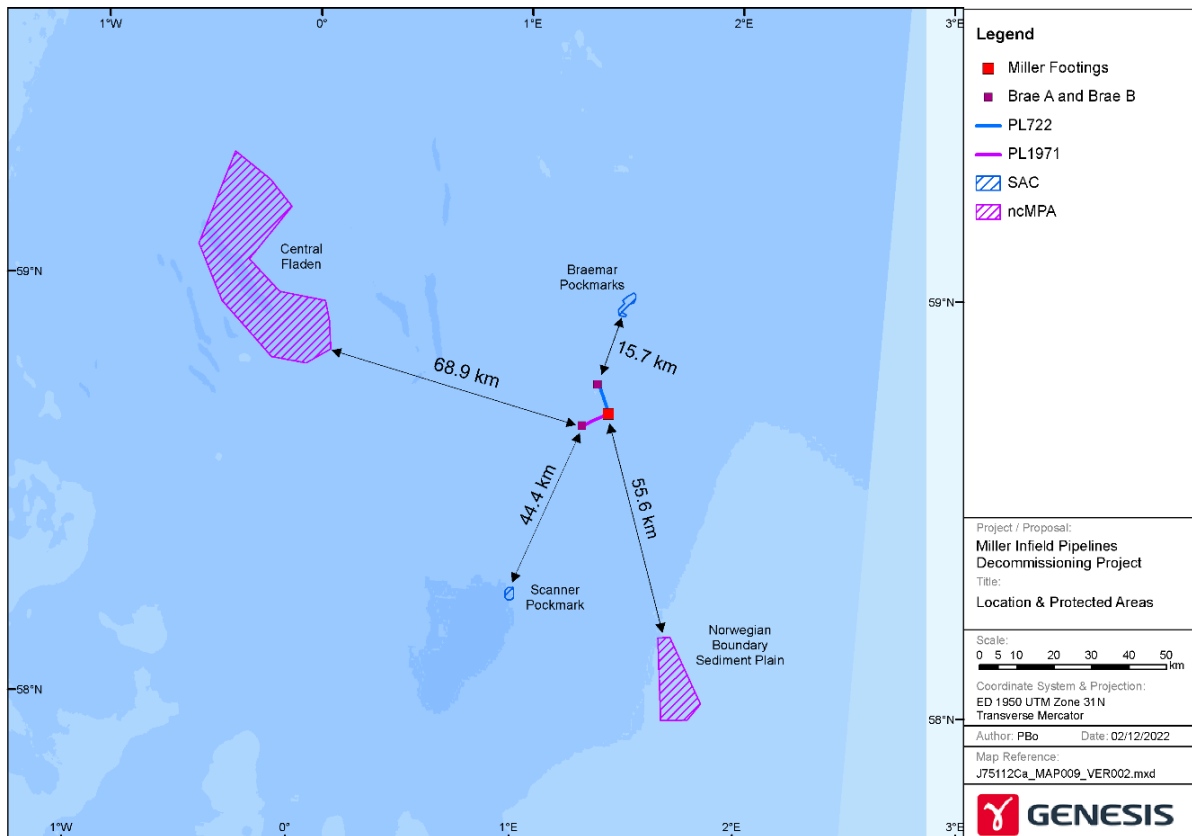 1°W 0° 1°E 2°E 3°E
59°N
59°N
Central
Fladen
Braemar
Pockmarks
15.7 km
68.9 km
44.4 km
55.6 km
Scanner
Pockmark
Norwegian
Boundary
Sediment Plain
58°N
58°N
1°W 0° 1°E 2°E 3°E
Legend
Miller Footings
Brae A and Brae B
PL722
PL1971
SAC
ncMPA
Project / Proposal:
Miller Infield Pipelines
Decommissioning Project
Title:
Location & Protected Areas
Scale:
0 5 10 20 30 40 50
km
Coordinate System & Projection:
ED 1950 UTM Zone 31N
Transverse Mercator
Author: PBo Date: 02/12/2022
Map Reference:
J75112Ca_MAP009_VER002.mxd
GENESIS